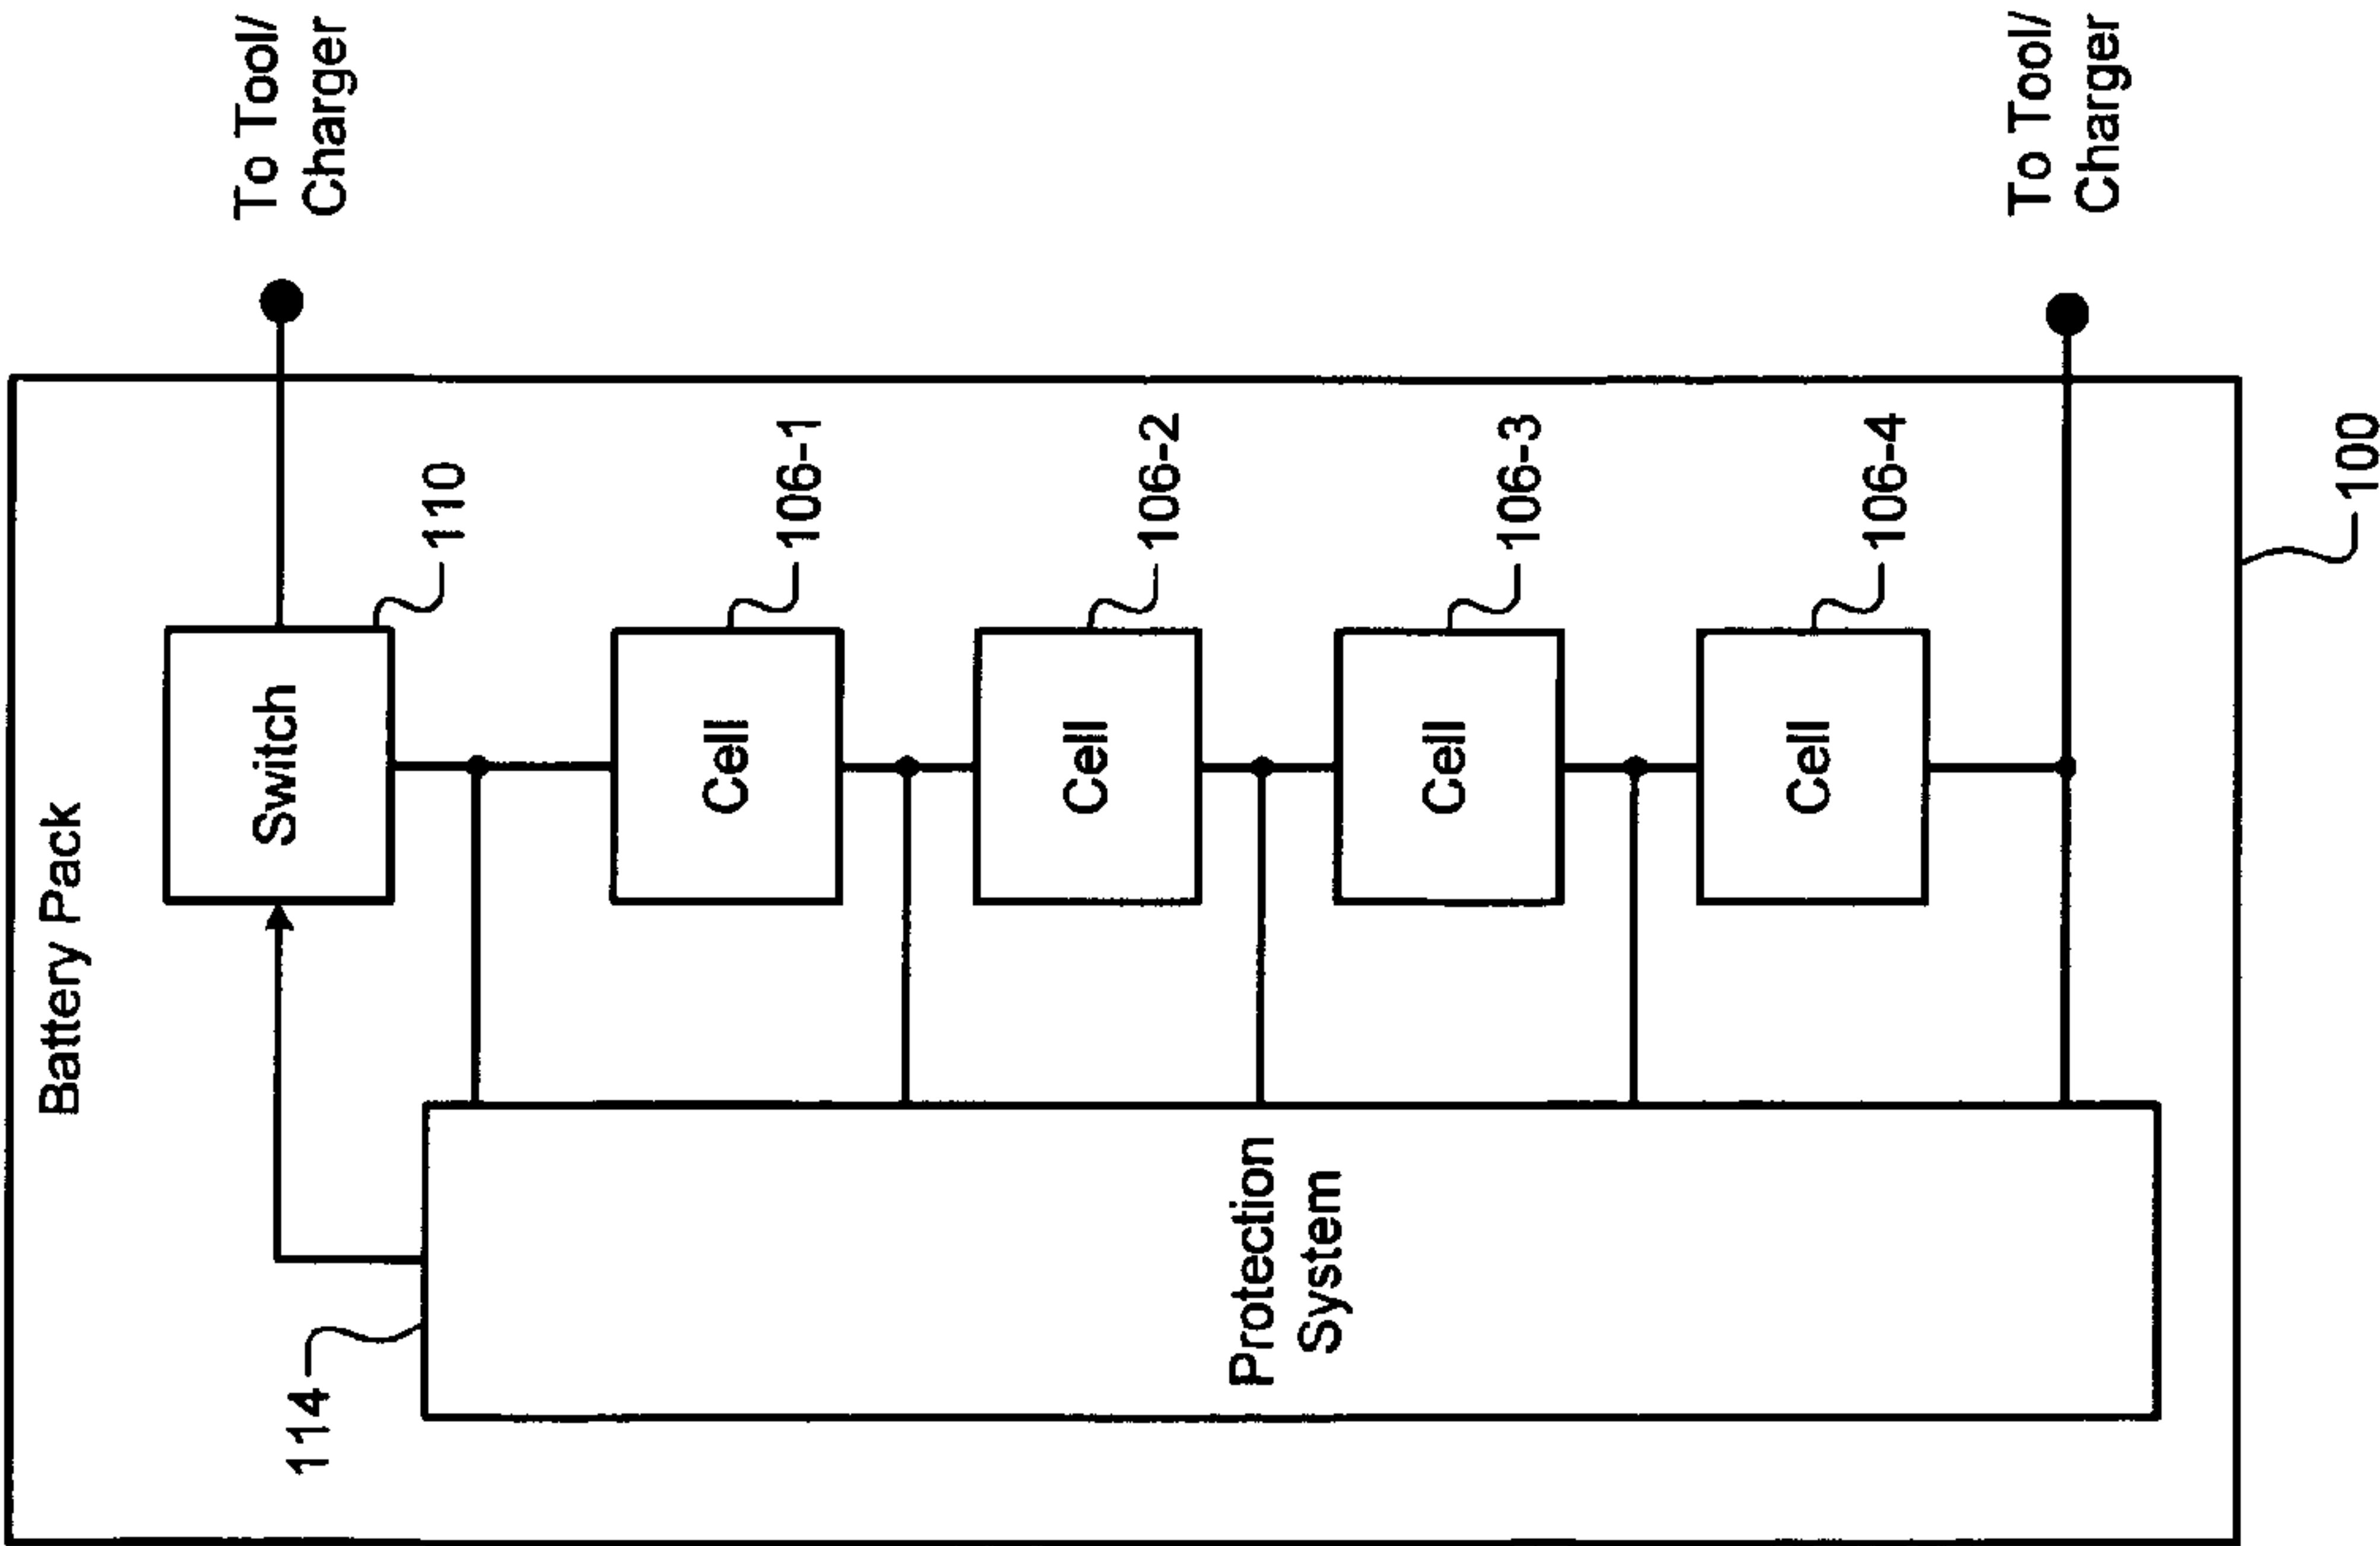 Battery Pack
114
Protection
System
Switch
110
To Tool/
Charger
Cell
106-1
Cell
106-2
Cell
106-3
Cell
106-4
To Tool/
Charger
100